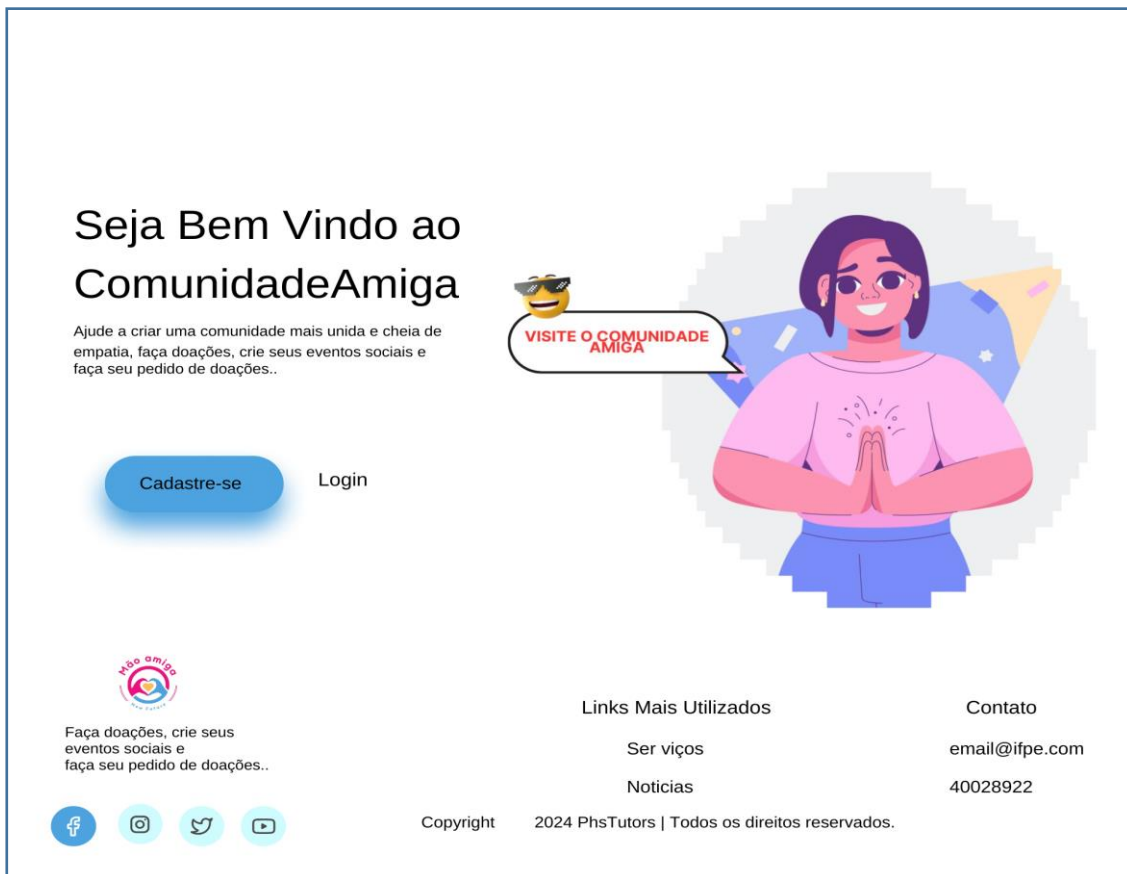 Seja Bem Vindo ao
ComunidadeAmiga
Ajude a criar uma comunidade mais unida e cheia de
empatia, faça doações, crie seus eventos sociais e
faça seu pedido de doações..
VISITE O COMUNIDADE
AMIGA
Cadastre-se
Login
Mão amiga
Faça doações, crie seus
eventos sociais e
faça seu pedido de doações..
Links Mais Utilizados
Ser viços
Noticias
Contato
email@ifpe.com
40028922
Copyright 2024 PhsTutors | Todos os direitos reservados.